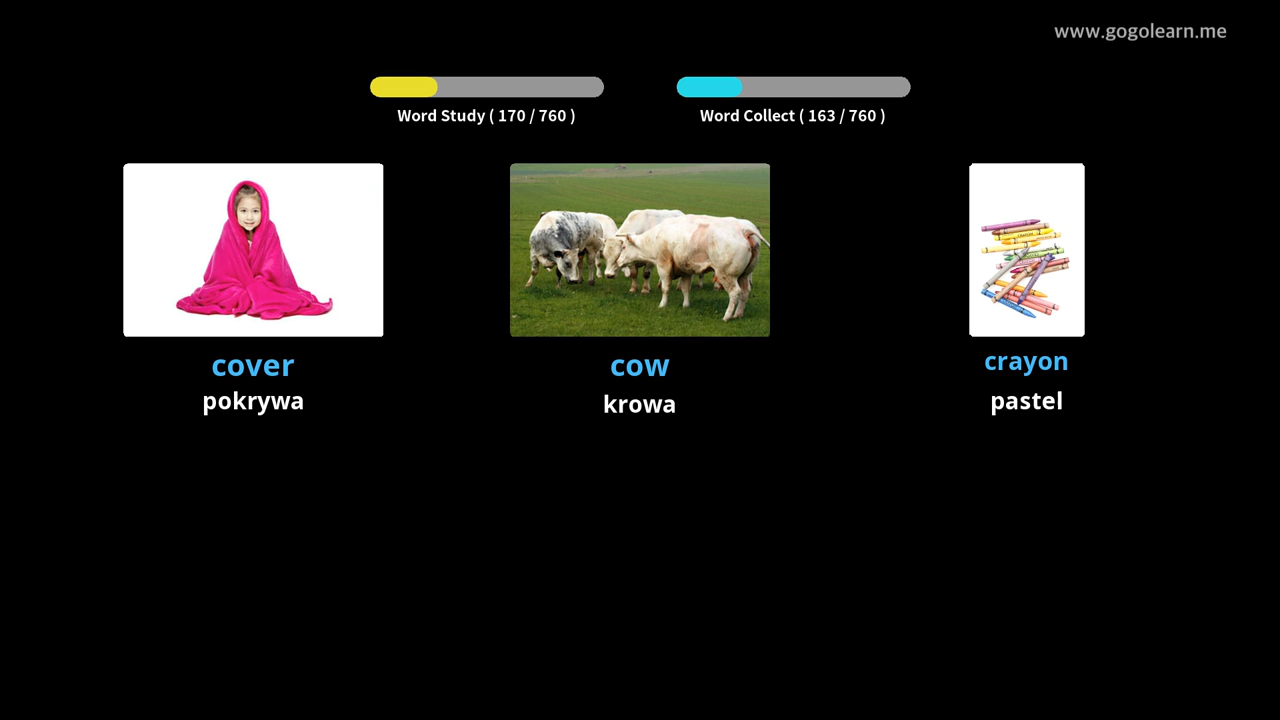 www.gogolearn.me
Word Study ( 170 / 760 )
Word Collect ( 163 / 760 )
cover
pokrywa
cow
krowa
crayon
pastel